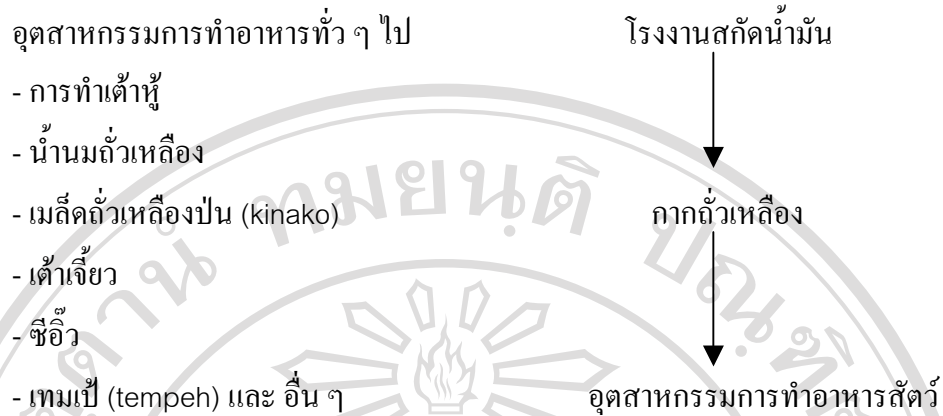 อุตสาหกรรมการทำอาหารทั่ว ๆ ไป
โรงงานสกัดน้ำมัน
- การทำเต้าหู้
- น้ำนมถั่วเหลือง
- เมล็ดถั่วเหลืองป่น (kinako)
กากถั่วเหลือง
- เต้าเจี้ยว
- ซีอิ๊ว
- เทมเป้ (tempeh) และ อื่น ๆ
อุตสาหกรรมการทำอาหารสัตว์